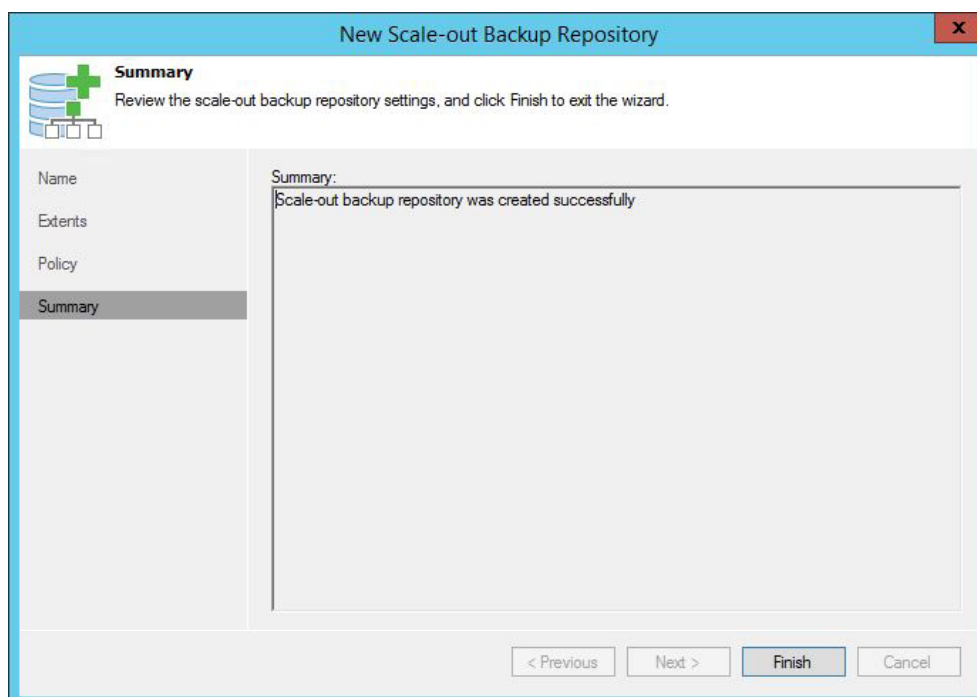 New Scale-out Backup Repository
x
Summary
Review the scale-out backup repository settings, and click Finish to exit the wizard.
Name
Extents
Policy
Summary
Summary:
Scale-out backup repository was created successfully
< Previous
Next >
Finish
Cancel